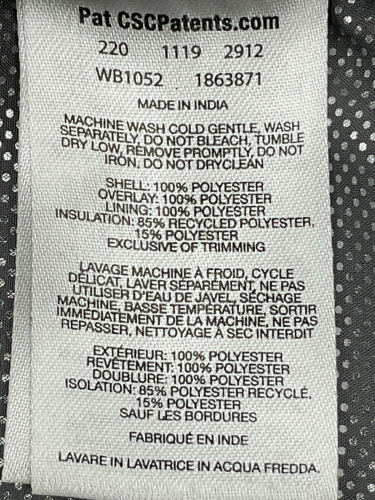 Pat CSCPatents.com
220 1119 2912
WB1052 1863871
MADE IN INDIA
MACHINE WASH COLD GENTLE, WASH
SEPARATELY, DO NOT BLEACH, TUMBLE
DRY LOW, REMOVE PROMPTLY, DO NOT
IRON, DO NOT DRYCLEAN
SHELL: 100% POLYESTER
OVERLAY: 100% POLYESTER
LINING: 100% POLYESTER
INSULATION: 85% RECYCLED POLYESTER,
15% POLYESTER
EXCLUSIVE OF TRIMMING
LAVAGE MACHINE À FROID, CYCLE
DÉLICAT, LAVER SÉPARÉMENT, NE PAS
UTILISER D'EAU DE JAVEL, SÉCHAGE
MACHINE, BASSE TEMPÉRATURE, SORTIR
IMMÉDIATEMENT DE LA MACHINE, NE PAS
REPASSER, NETTOYAGE À SEC INTERDIT
EXTÉRIEUR: 100% POLYESTER
REVÊTEMENT: 100% POLYESTER
DOUBLURE: 100% POLYESTER
ISOLATION: 85% POLYESTER RECYCLÉ,
15% POLYESTER
SAUF LES BORDURES
FABRIQUÉ EN INDE
LAVARE IN LAVATRICE IN ACQUA FREDDA.